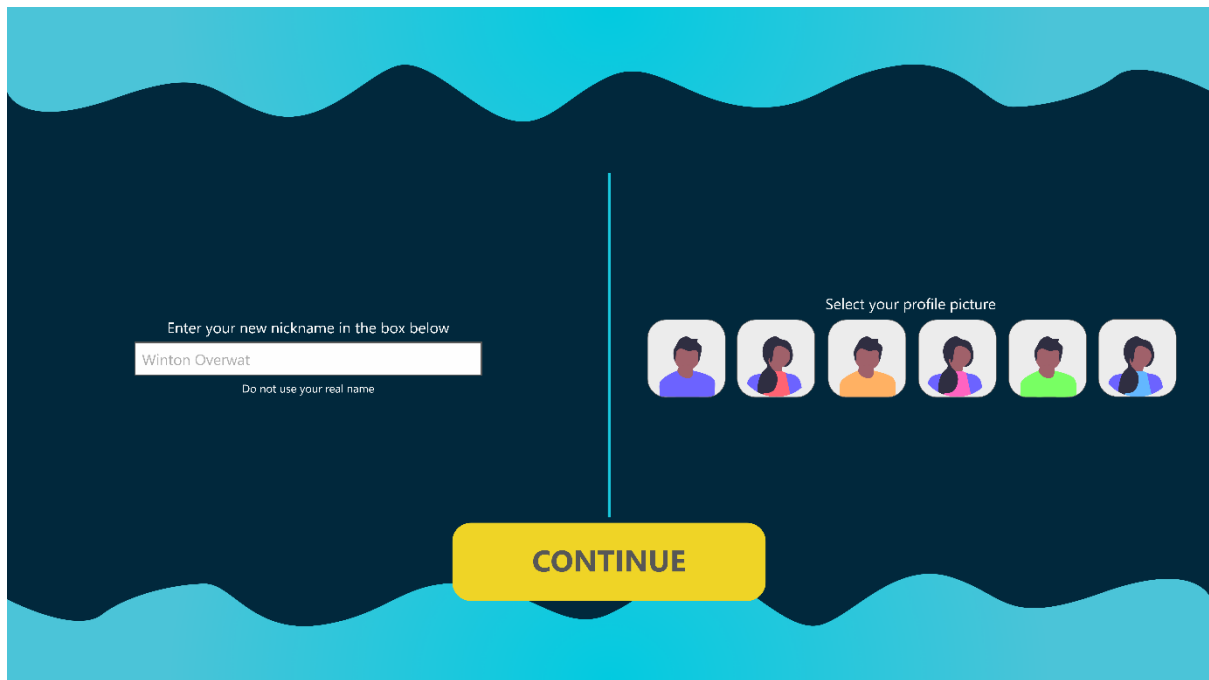 Enter your new nickname in the box below
Winton Overwat
Do not use your real name
Select your profile picture
CONTINUE